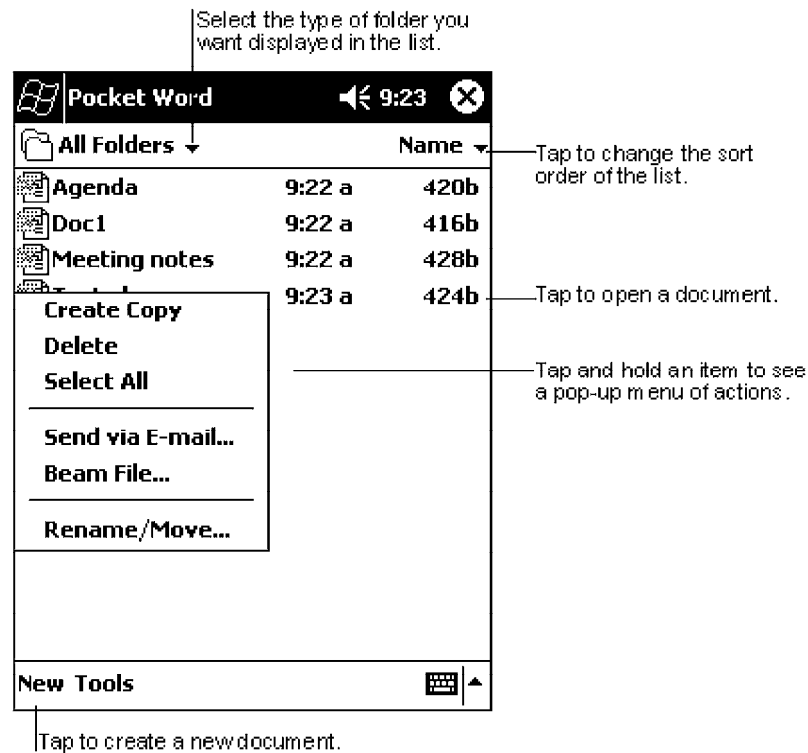 Select the type of folder you
want displayed in the list.
Pocket Word 9:23
All Folders Name
Tap to change the sort
order of the list.
Agenda 9:22 a 420b
Doc1 9:22 a 416b
Meeting notes 9:22 a 428b
9:23 a 424b
Tap to open a document.
Create Copy
Delete
Select All
Tap and hold an item to see
a pop-up menu of actions.
Send via E-mail...
Beam File...
Rename/Move...
New Tools
Tap to create a new document.